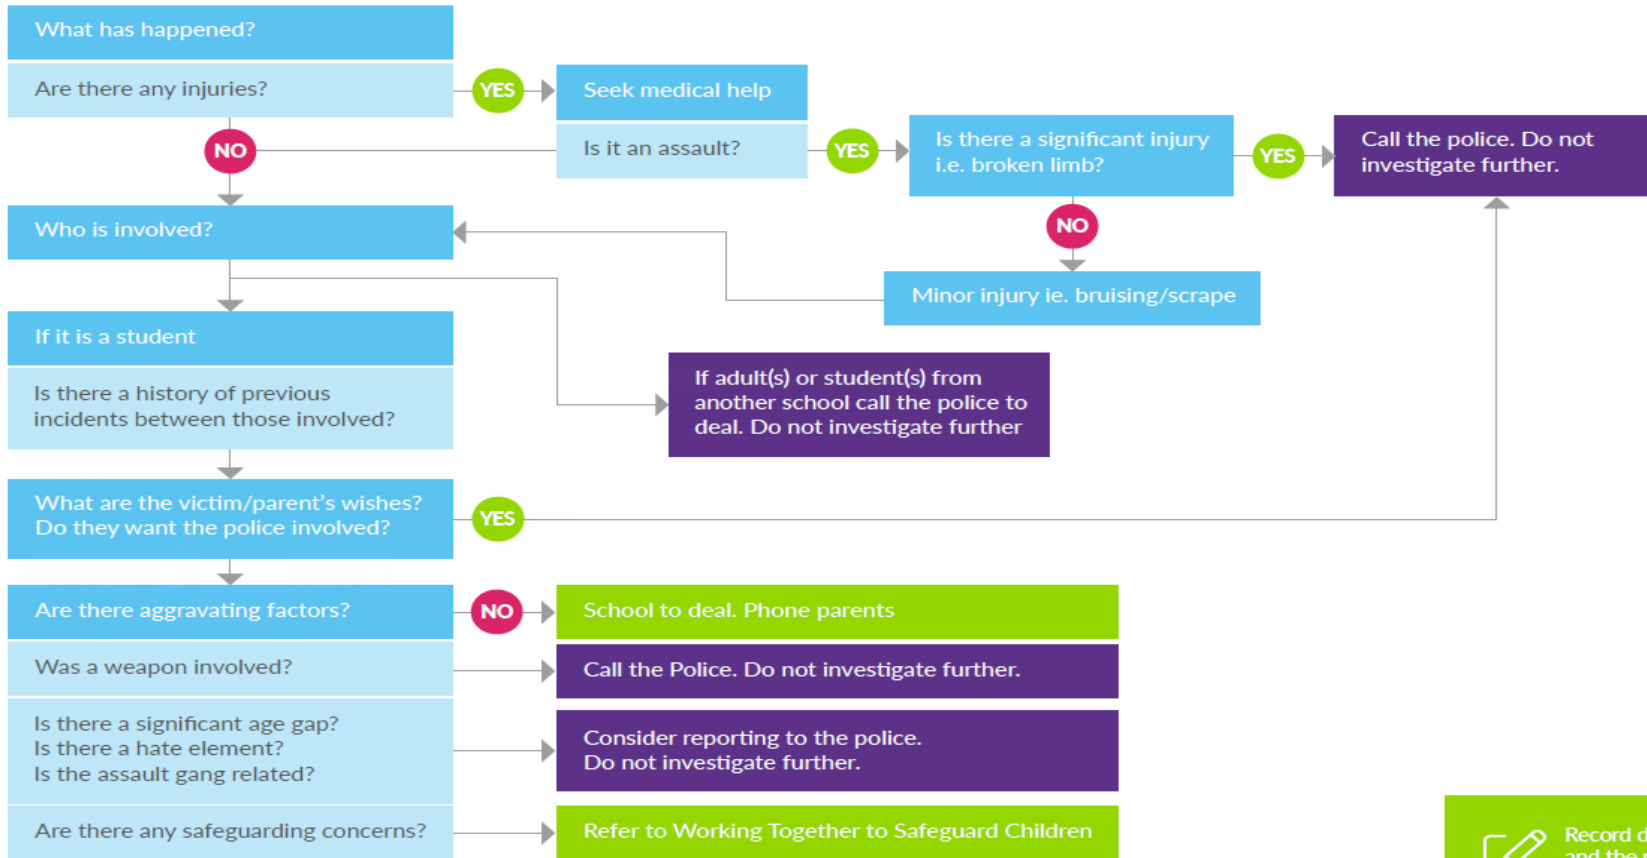 What has happened?
Are there any injuries?
YES
Seek medical help
Is it an assault?
YES
Is there a significant injury
i.e. broken limb?
YES
Call the police. Do not
investigate further.
NO
NO
Who is involved?
Minor injury ie. bruising/scrape
If it is a student
Is there a history of previous
incidents between those involved?
If adult(s) or student(s) from
another school call the police to
deal. Do not investigate further
What are the victim/parent's wishes?
Do they want the police involved?
YES
Are there aggravating factors?
NO
School to deal. Phone parents
Was a weapon involved?
Call the Police. Do not investigate further.
Is there a significant age gap?
Is there a hate element?
Is the assault gang related?
Consider reporting to the police.
Do not investigate further.
Are there any safeguarding concerns?
Refer to Working Together to Safeguard Children
Record
and the